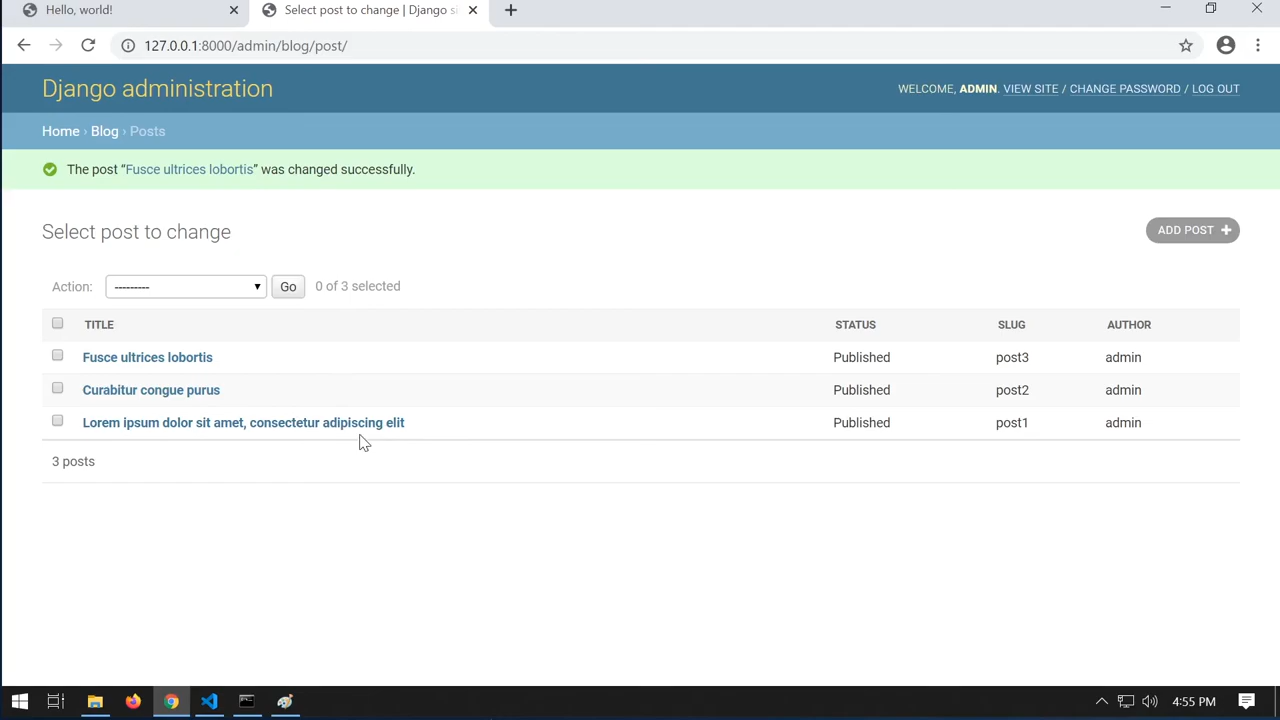 Hello, world!
Select post to change | Django si
127.0.0.1:8000/admin/blog/post/
Django administration
WELCOME, ADMIN. VIEW SITE / CHANGE PASSWORD / LOG OUT
Home › Blog › Posts
The post “Fusce ultrices lobortis” was changed successfully.
Select post to change
ADD POST +
Action: --------- Go 0 of 3 selected
TITLE STATUS SLUG AUTHOR
Fusce ultrices lobortis Published post3 admin
Curabitur congue purus Published post2 admin
Lorem ipsum dolor sit amet, consectetur adipiscing elit Published post1 admin
3 posts
4:55 PM